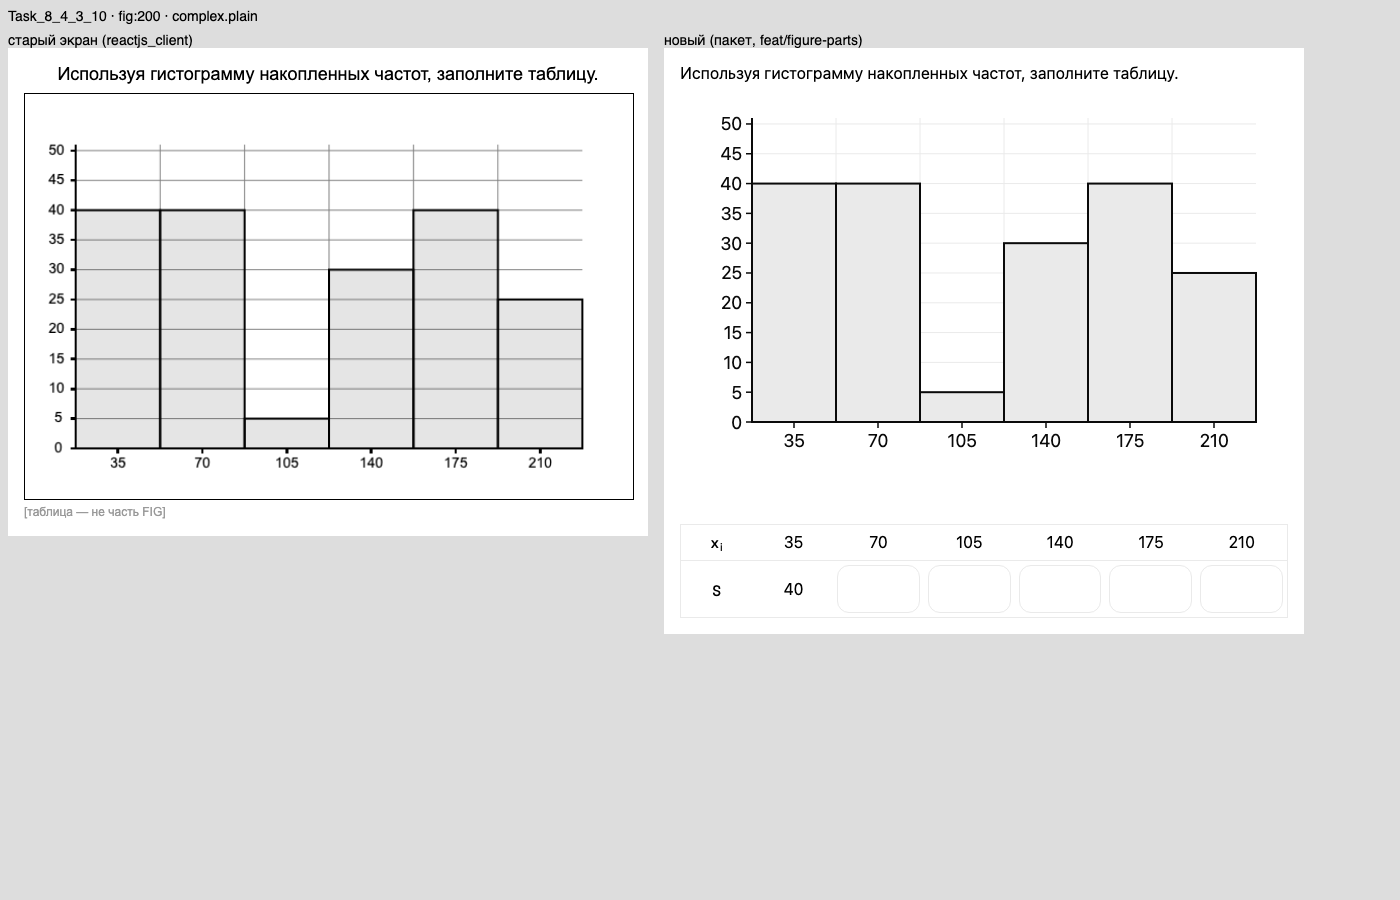 Task_8_4_3_10 · fig:200 · complex.plain
старый экран (reactjs_client)
Используя гистограмму накопленных частот, заполните таблицу.
50
45
40
35
30
25
20
15
10
5
0
35 70 105 140 175 210
[таблица — не часть FIG]
новый (пакет, feat/figure-parts)
Используя гистограмму накопленных частот, заполните таблицу.
50
45
40
35
30
25
20
15
10
5
0
35 70 105 140 175 210
xᵢ 35 70 105 140 175 210
S 40